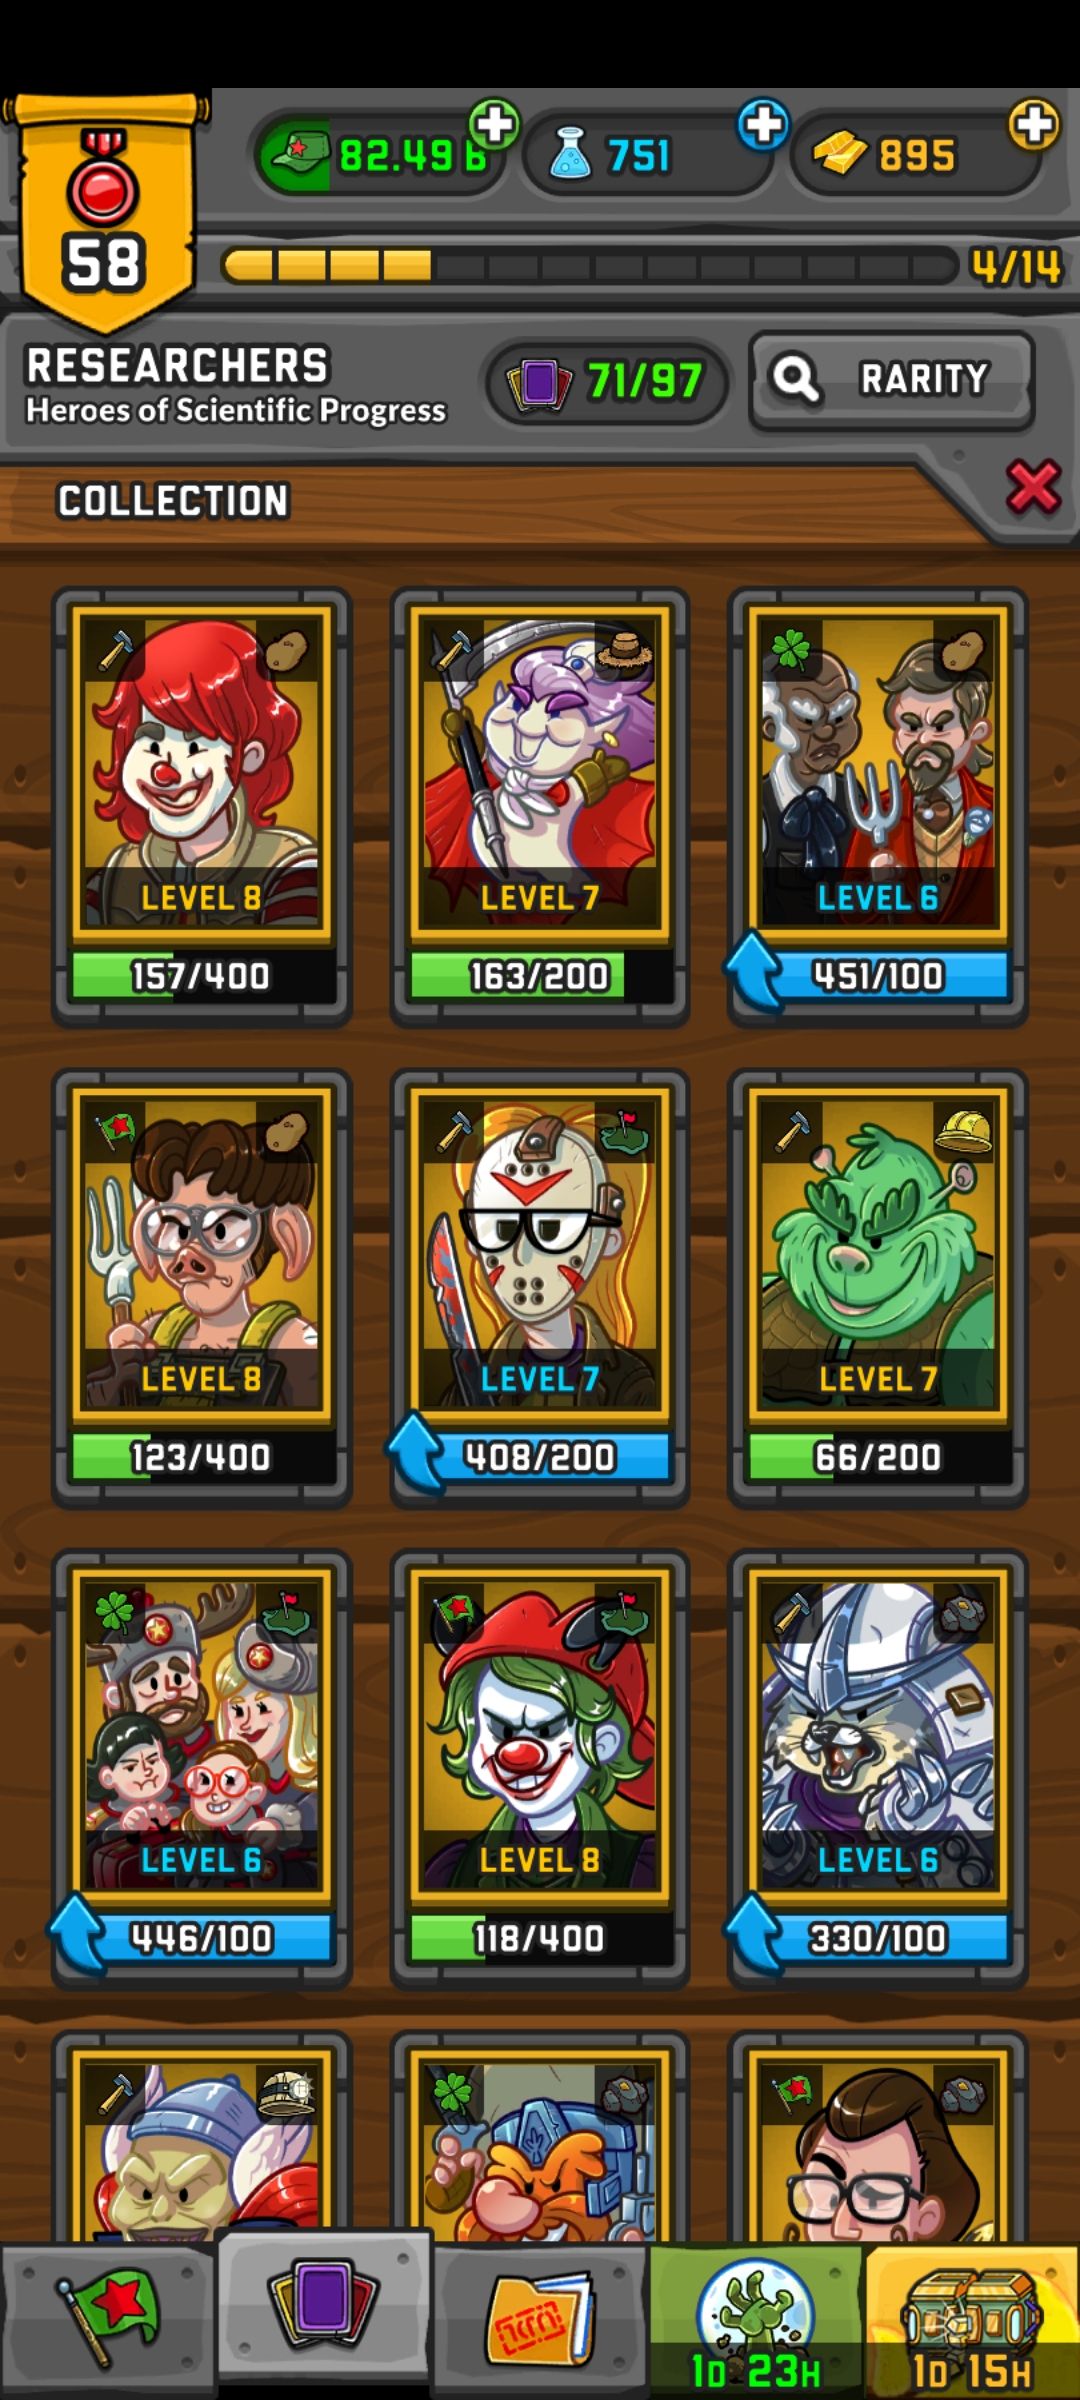 82.49 B
751
895
58
4/14
RESEARCHERS
Heroes of Scientific Progress
71/97
RARITY
COLLECTION
LEVEL 8
LEVEL 7
LEVEL 6
157/400
163/200
451/100
LEVEL 8
LEVEL 7
LEVEL 7
123/400
408/200
66/200
LEVEL 6
LEVEL 8
LEVEL 6
446/100
118/400
330/100
1D 23H
1D 15H